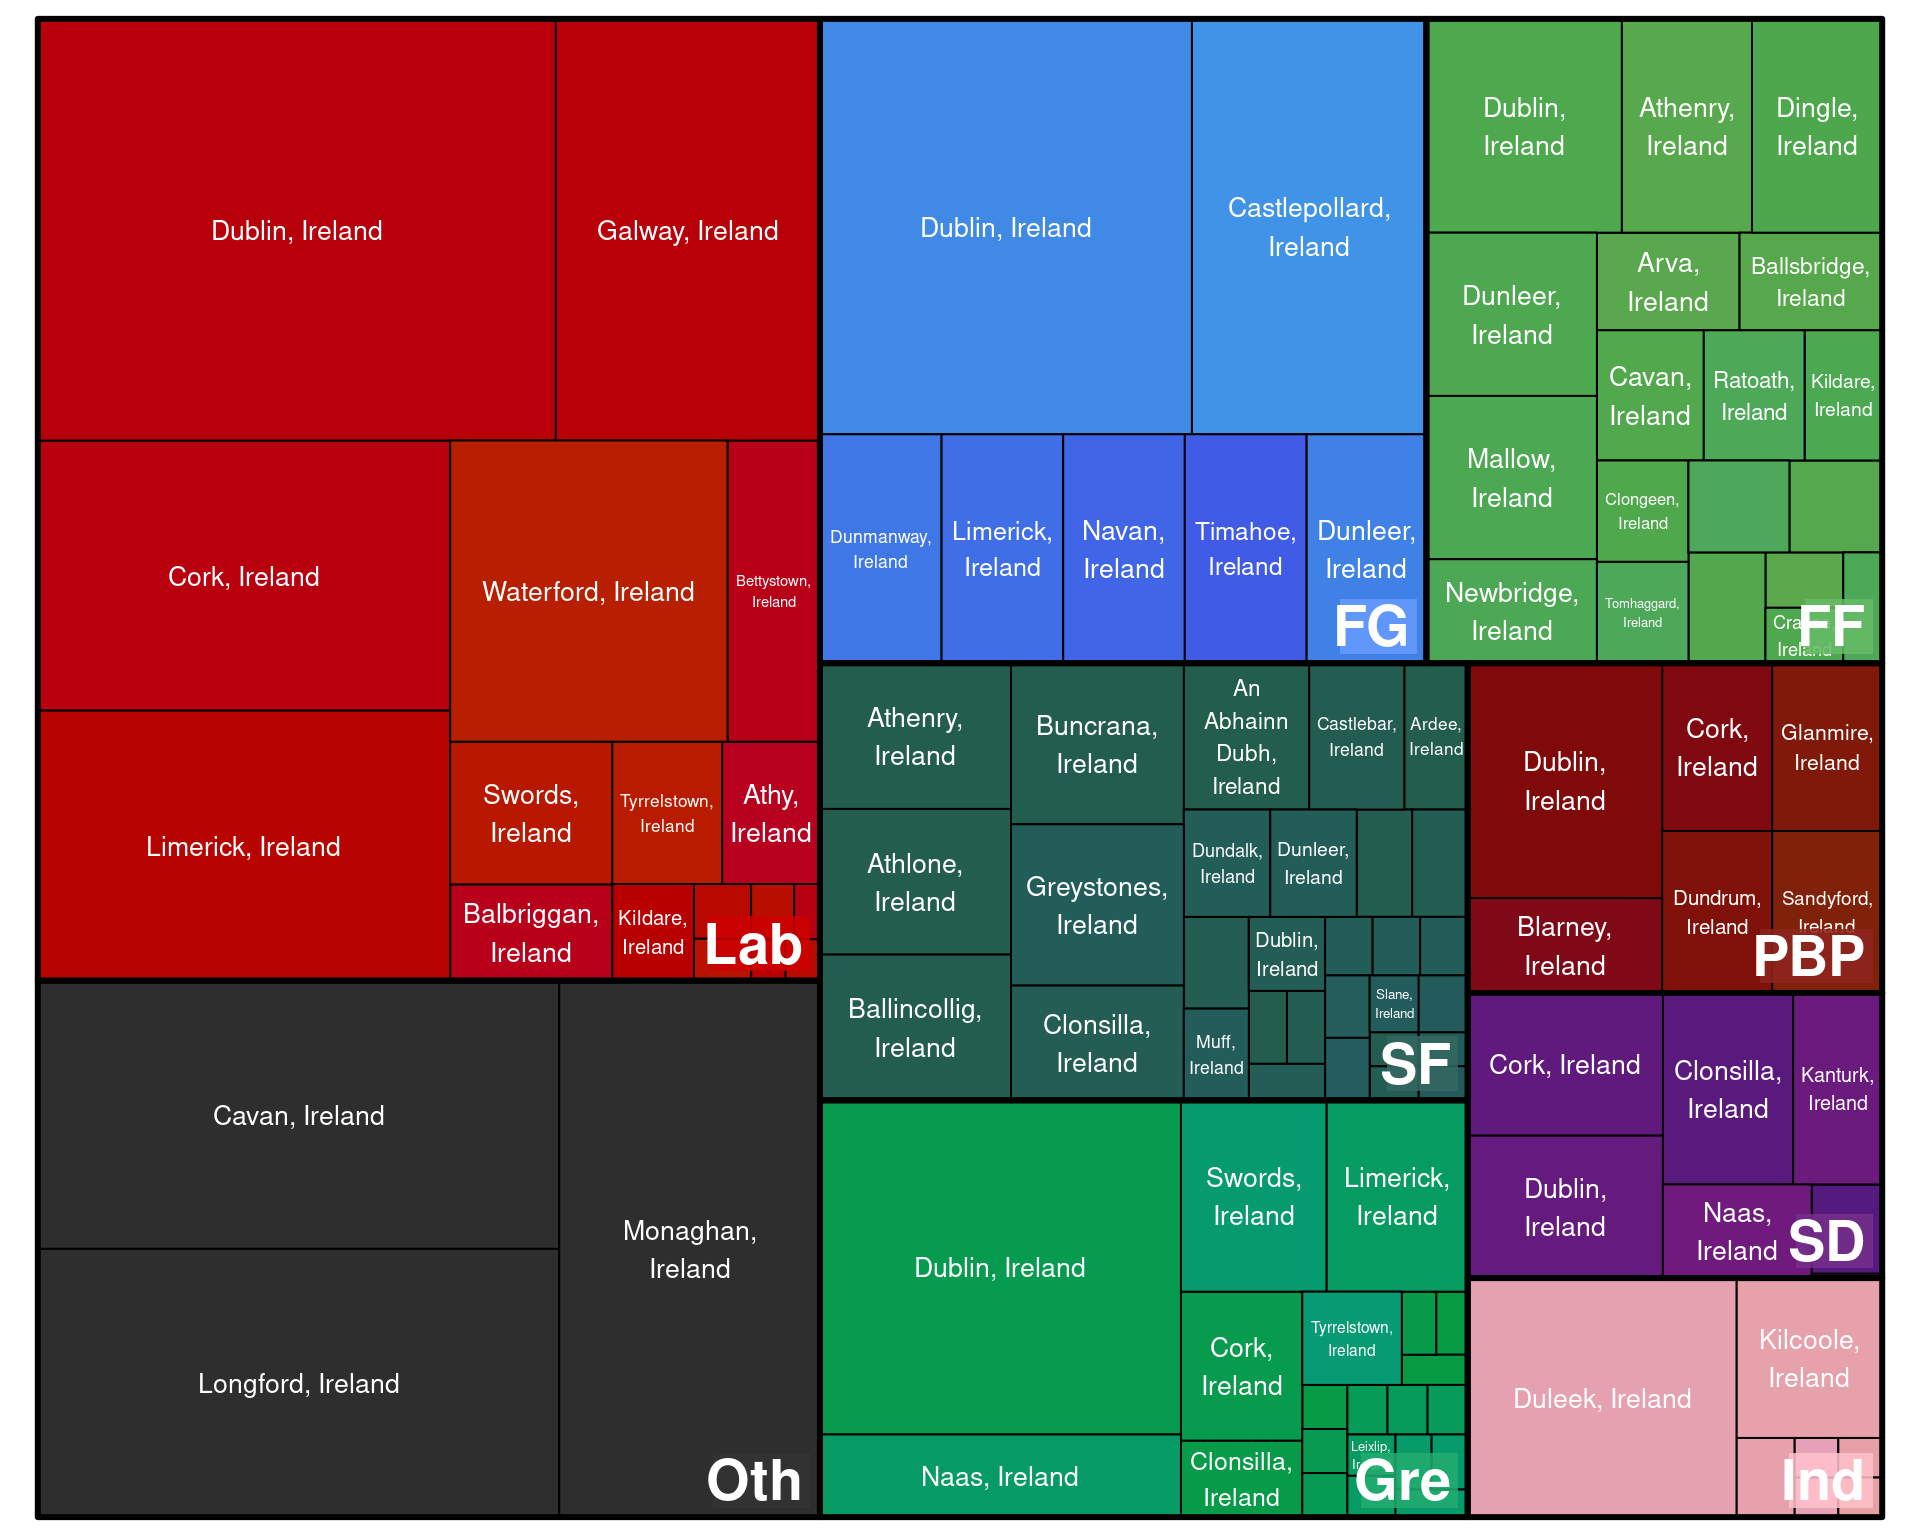 Dublin, Ireland
Galway, Ireland
Cork, Ireland
Waterford, Ireland
Bettystown,
Ireland
Limerick, Ireland
Swords,
Ireland
Tyrrelstown,
Ireland
Athy,
Ireland
Balbriggan,
Ireland
Kildare,
Ireland
Lab
Cavan, Ireland
Longford, Ireland
Monaghan,
Ireland
Oth
Dublin, Ireland
Castlepollard,
Ireland
Dunmanway,
Ireland
Limerick,
Ireland
Navan,
Ireland
Timahoe,
Ireland
Dunleer,
Ireland
FG
Dublin,
Ireland
Athenry,
Ireland
Dingle,
Ireland
Dunleer,
Ireland
Arva,
Ireland
Ballsbridge,
Ireland
Cavan,
Ireland
Ratoath,
Ireland
Kildare,
Ireland
Mallow,
Ireland
Clongeen,
Ireland
Newbridge,
Ireland
Tomhaggard,
Ireland
Ireland
FF
Athenry,
Ireland
Buncrana,
Ireland
An
Abhainn
Dubh,
Ireland
Castlebar,
Ireland
Ardee,
Ireland
Athlone,
Ireland
Greystones,
Ireland
Dundalk,
Ireland
Dunleer,
Ireland
Dublin,
Ireland
Ballincollig,
Ireland
Clonsilla,
Ireland
Muff,
Ireland
Slane,
Ireland
SF
Dublin,
Ireland
Cork,
Ireland
Glanmire,
Ireland
Blarney,
Ireland
Dundrum,
Ireland
Sandyford,
Ireland
PBP
Cork, Ireland
Clonsilla,
Ireland
Kanturk,
Ireland
Dublin,
Ireland
Naas,
Ireland
SD
Dublin, Ireland
Swords,
Ireland
Limerick,
Ireland
Cork,
Ireland
Tyrrelstown,
Ireland
Naas, Ireland
Clonsilla,
Ireland
Leixlip,
Gre
Duleek, Ireland
Kilcoole,
Ireland
Ind